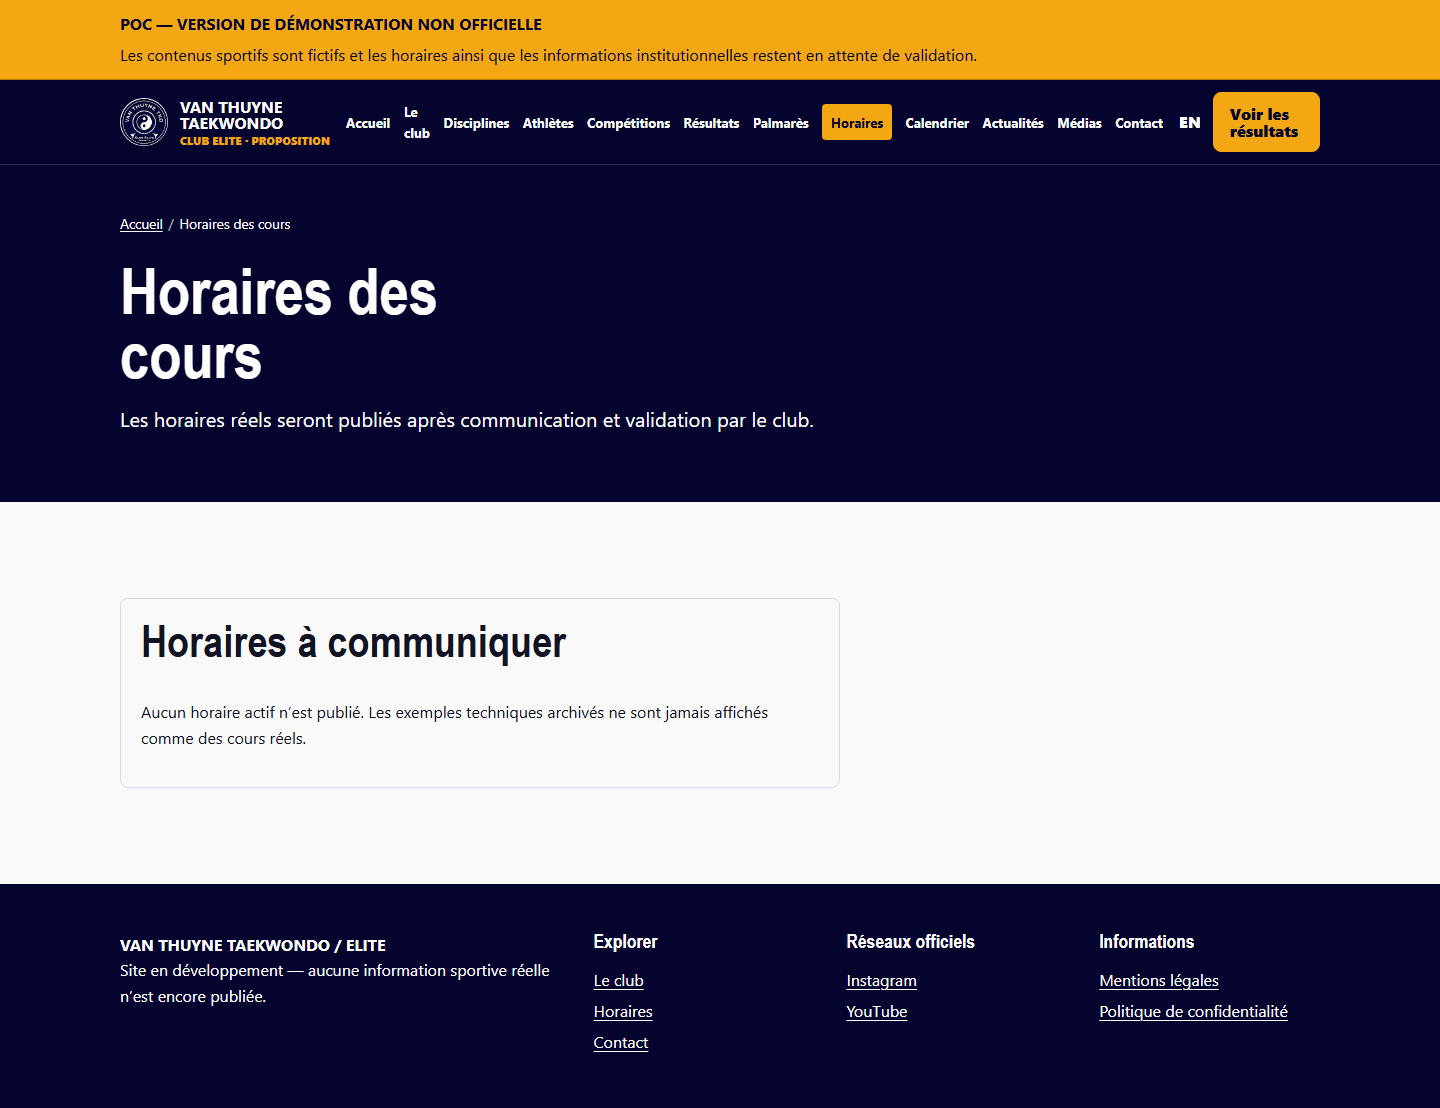 POC — VERSION DE DÉMONSTRATION NON OFFICIELLE
Les contenus sportifs sont fictifs et les horaires ainsi que les informations institutionnelles restent en attente de validation.
VAN THUYNE
TAEKWONDO
CLUB ELITE · PROPOSITION
Accueil
Le
club
Disciplines
Athlètes
Compétitions
Résultats
Palmarès
Horaires
Calendrier
Actualités
Médias
Contact
EN
Voir les
résultats
Accueil / Horaires des cours
Horaires des
cours
Les horaires réels seront publiés après communication et validation par le club.
Horaires à communiquer
Aucun horaire actif n’est publié. Les exemples techniques archivés ne sont jamais affichés
comme des cours réels.
VAN THUYNE TAEKWONDO / ELITE
Site en développement — aucune information sportive réelle
n’est encore publiée.
Explorer
Le club
Horaires
Contact
Réseaux officiels
Instagram
YouTube
Informations
Mentions légales
Politique de confidentialité